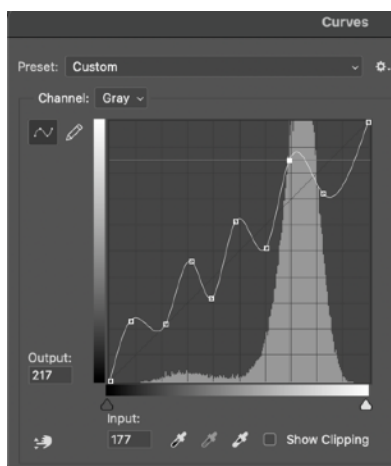 Curves
Preset: Custom
Channel: Gray
Output:
217
Input:
177
Show Clipping